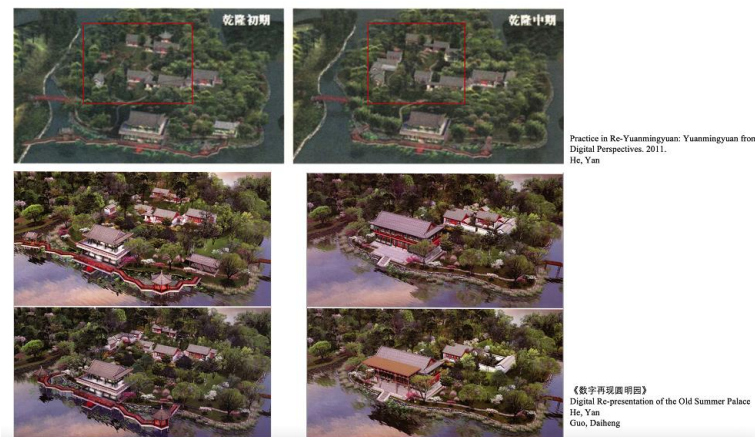 乾隆初期
乾隆中期
Practice in Re-Yuanmingyuan: Yuanmingyuan from
Digital Perspectives. 2011.
He, Yan
《数字再现圆明园》
Digital Re-presentation of the Old Summer Palace
He, Yan
Guo, Daiheng